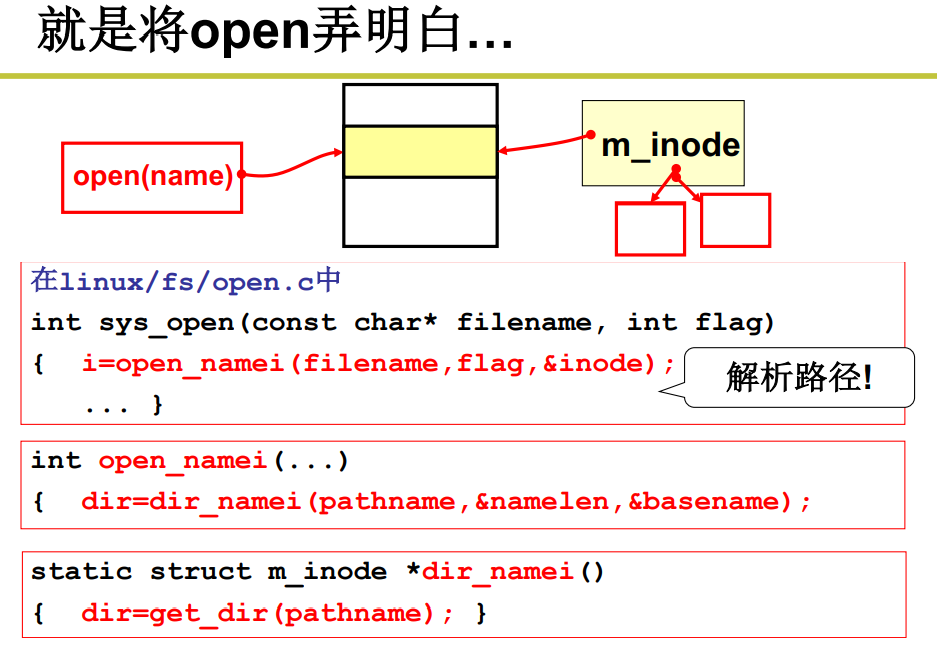 就是将open弄明白…
open(name)
m_inode
在linux/fs/open.c中
int sys_open(const char* filename, int flag)
{ i=open_namei(filename,flag,&inode);
... }
解析路径!
int open_namei(...)
{ dir=dir_namei(pathname,&namelen,&basename);
static struct m_inode *dir_namei()
{ dir=get_dir(pathname); }